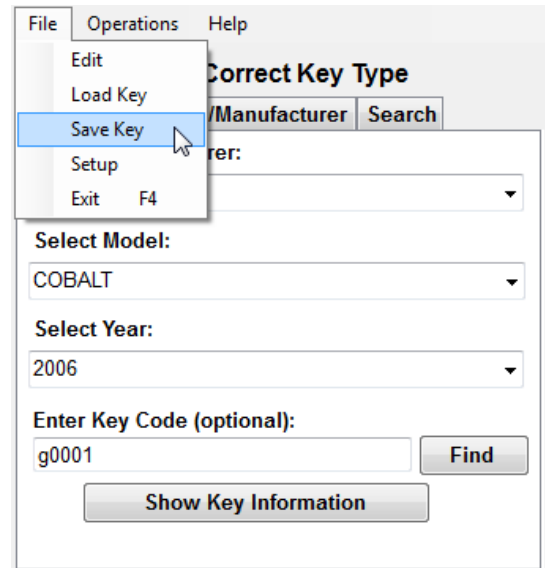 File Operations Help
Edit
Correct Key Type
Load Key
/Manufacturer Search
Save Key
rer:
Setup
Exit F4
Select Model:
COBALT
Select Year:
2006
Enter Key Code (optional):
g0001 Find
Show Key Information